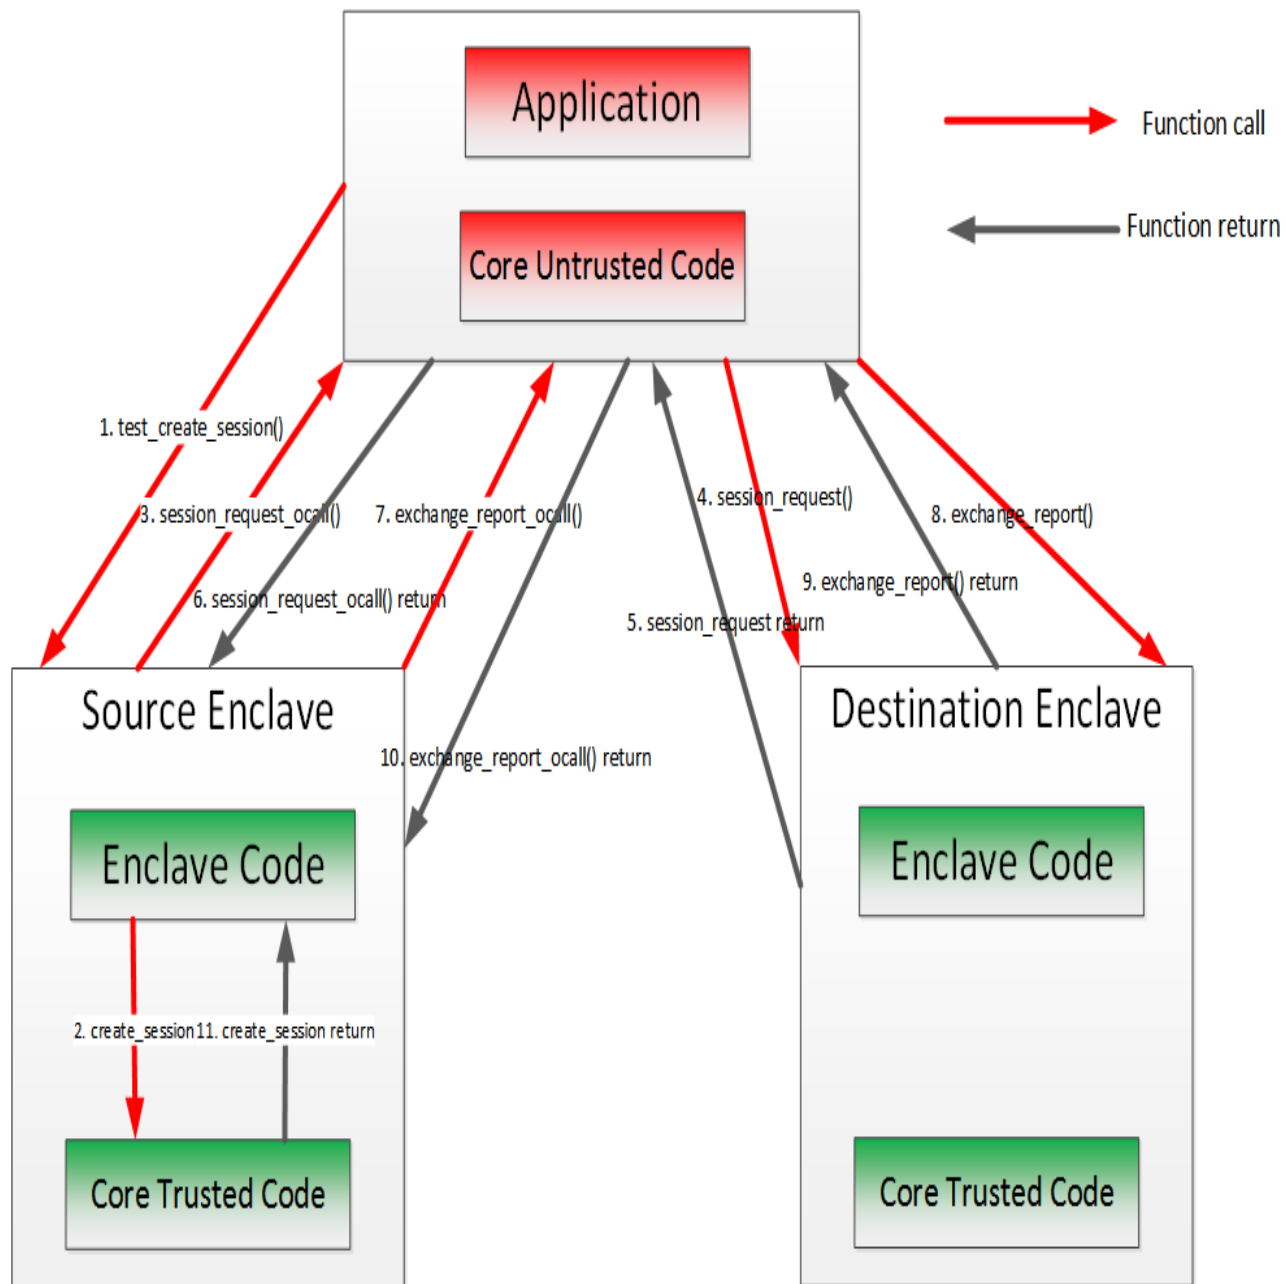 Application
Function call
Function return
Core Untrusted Code
1. test_create_session()
3. session_request_ocall()
7. exchange_report_ocall()
4. session_request()
8. exchange_report()
6. session_request_ocall() return
9. exchange_report() return
5. session_request return
Source Enclave
Destination Enclave
10. exchange_report_ocall() return
Enclave Code
Enclave Code
2. create_session
11. create_session return
Core Trusted Code
Core Trusted Code